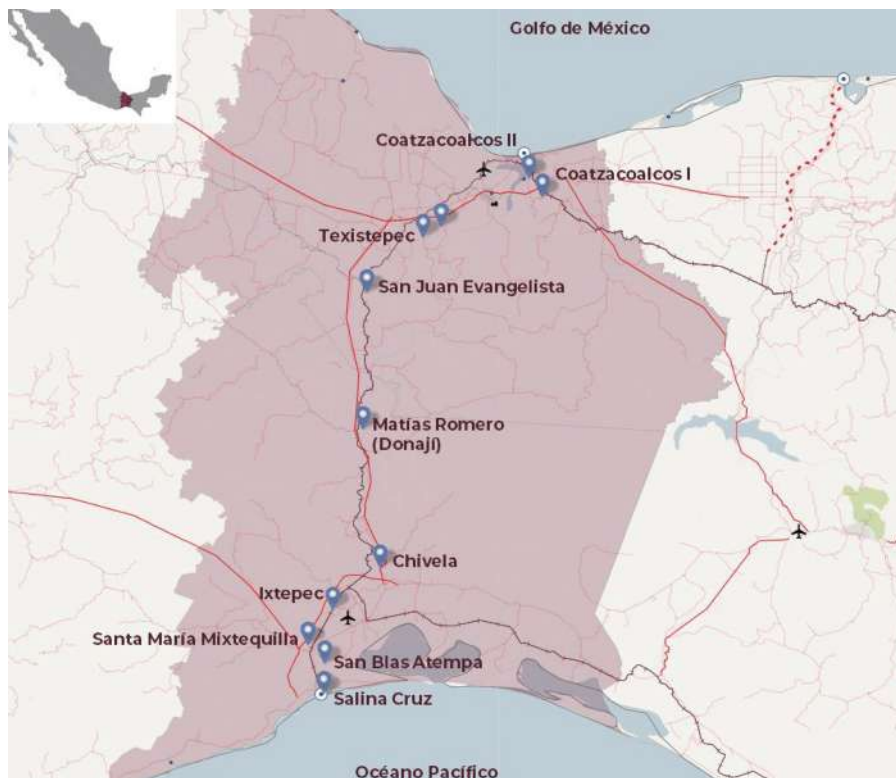 Golfo de México
Coatzacoalcos II
Coatzacoalcos I
Texistepec
San Juan Evangelista
Matías Romero
(Donají)
Chivela
Ixtepec
Santa María Mixtequilla
San Blas Atempa
Salina Cruz
Océano Pacífico